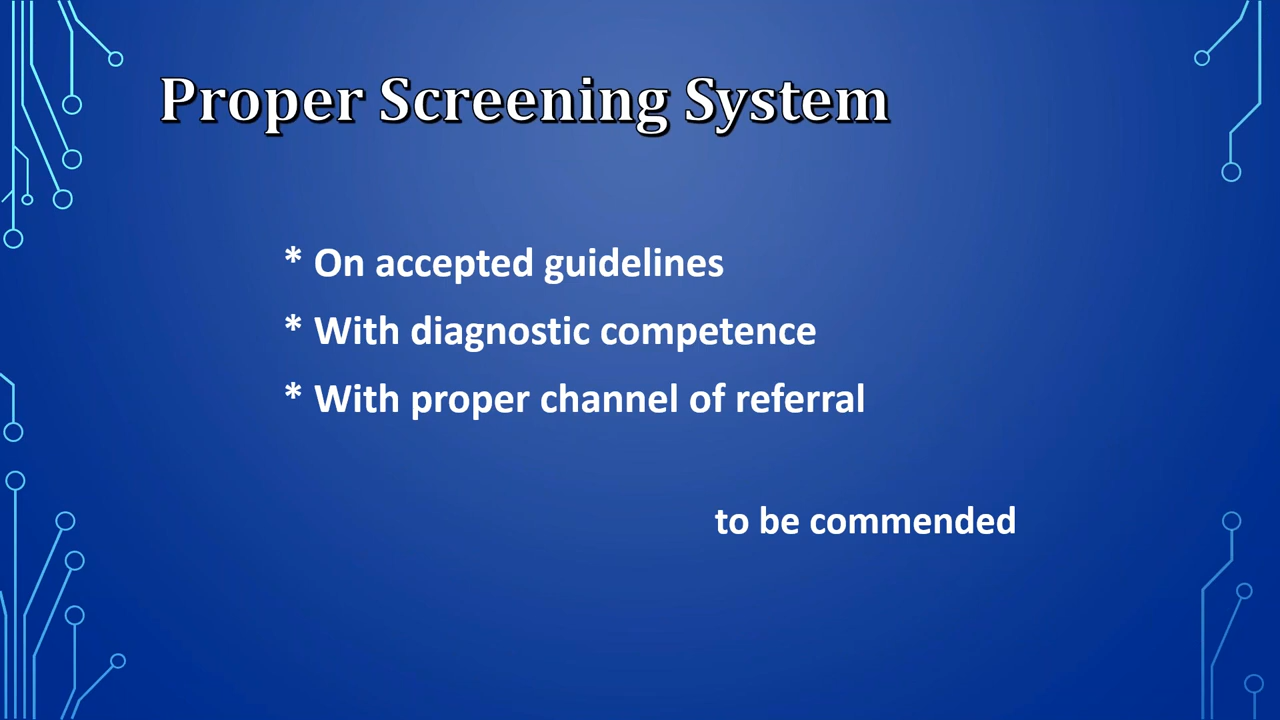 Proper Screening System
* On accepted guidelines
* With diagnostic competence
* With proper channel of referral
to be commended